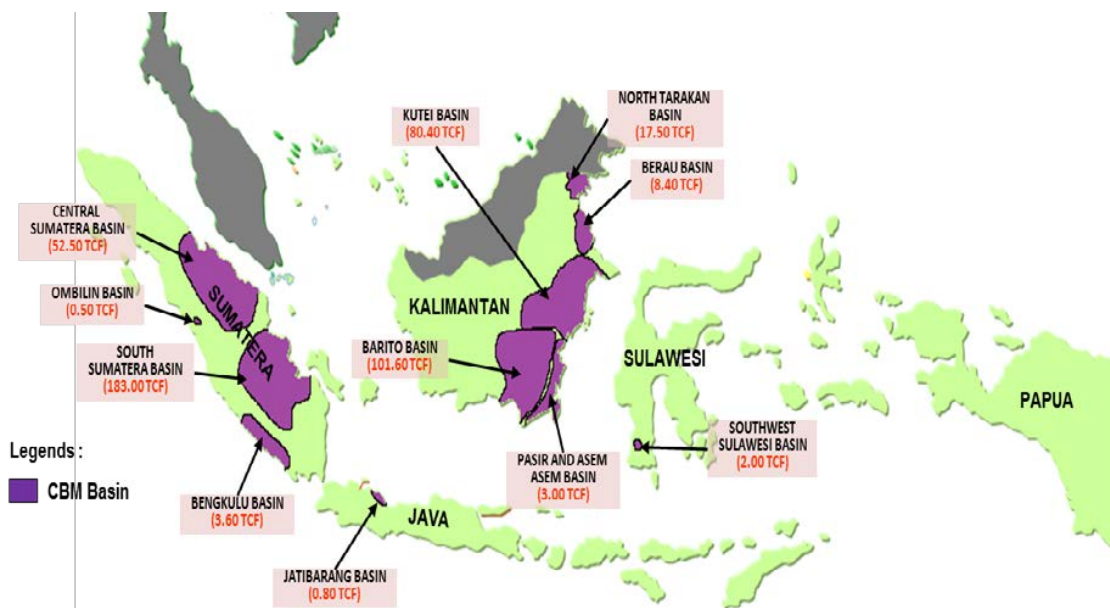 NORTH TARAKAN
BASIN
(17.50 TCF)
KUTEI BASIN
(80.40 TCF)
BERAU BASIN
(8.40 TCF)
CENTRAL
SUMATERA BASIN
(52.50 TCF)
OMBILIN BASIN
(0.50 TCF)
SUMATERA
KALIMANTAN
SOUTH
SUMATERA BASIN
(183.00 TCF)
BARITO BASIN
(101.60 TCF)
SULAWESI
PAPUA
SOUTHWEST
SULAWESI BASIN
(2.00 TCF)
PASIR AND ASEM
ASEM BASIN
(3.00 TCF)
Legends :
CBM Basin
BENGKULU BASIN
(3.60 TCF)
JAVA
JATIBARANG BASIN
(0.80 TCF)